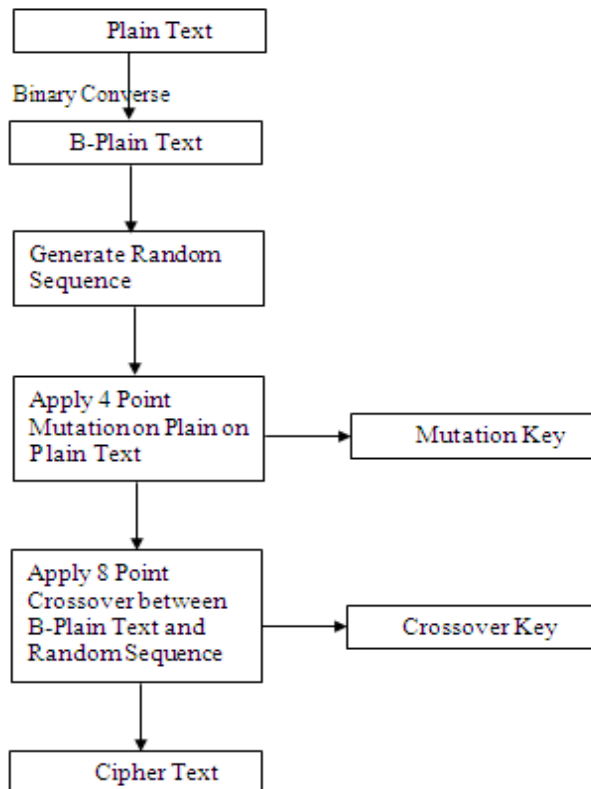 Plain Text
Binary Converse
B-Plain Text
Generate Random
Sequence
Apply 4 Point
Mutation on Plain on
Plain Text
Mutation Key
Apply 8 Point
Crossover between
B-Plain Text and
Random Sequence
Crossover Key
Cipher Text